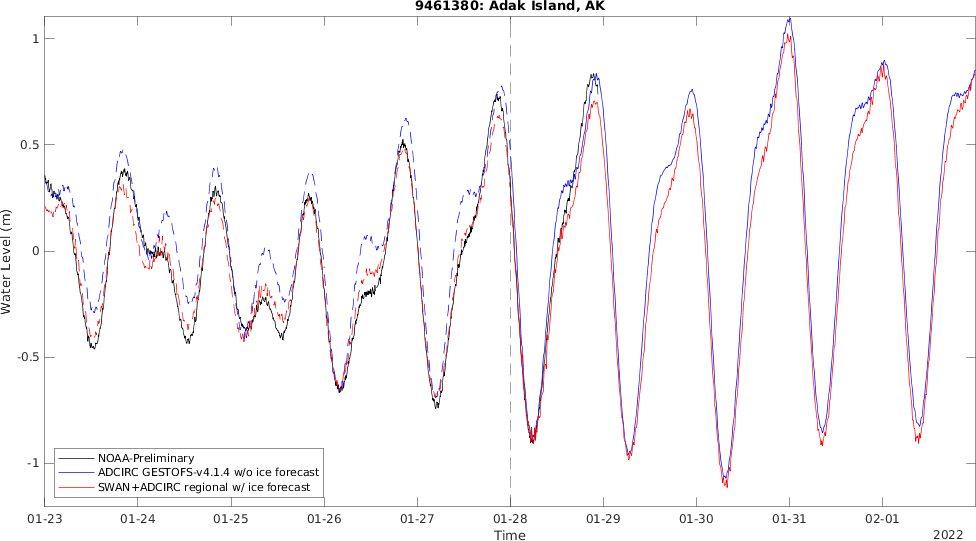 9461380: Adak Island, AK
1
0.5
0
-0.5
-1
Water Level (m)
NOAA-Preliminary
ADCIRC GESTOFS-v4.1.4 w/o ice forecast
SWAN+ADCIRC regional w/ ice forecast
01-23 01-24 01-25 01-26 01-27 01-28 01-29 01-30 01-31 02-01
Time
2022